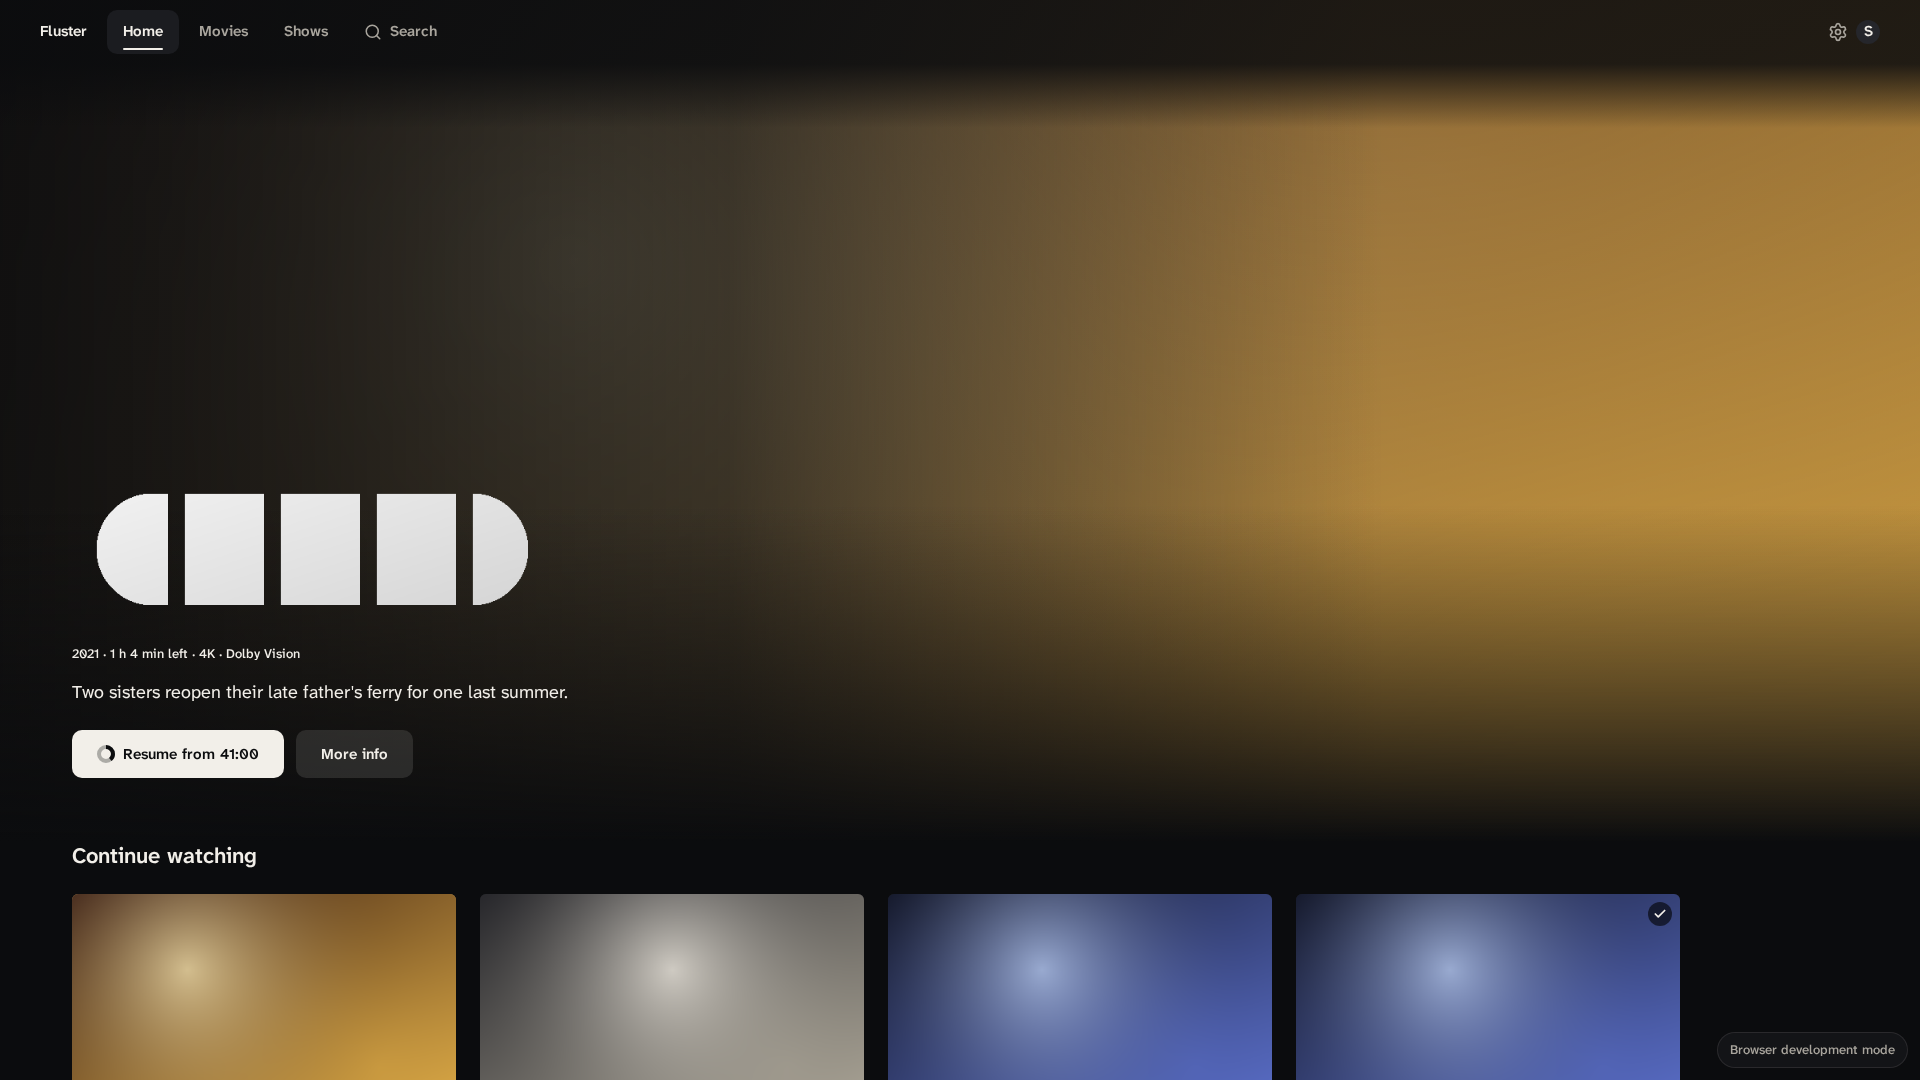 Fluster
Home
Movies
Shows
Search
S
2021 · 1 h 4 min left · 4K · Dolby Vision
Two sisters reopen their late father's ferry for one last summer.
Resume from 41:00
More info
Continue watching
Browser development mode